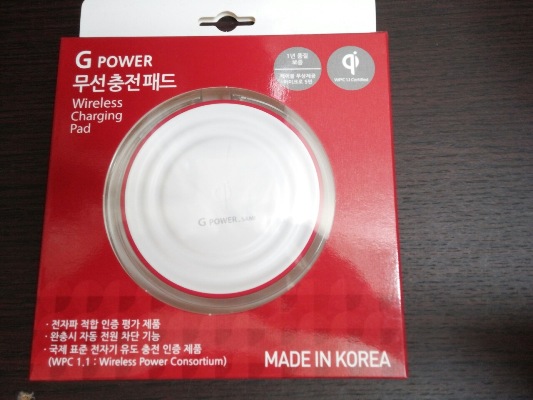 G POWER
무선충전패드
Wireless
Charging
Pad
1년 품질
보증
qi
(WPC 1.1 Certified)
G POWER
· 전자파 적합 인증 평가 제품
· 완충시 자동 전원 차단 기능
· 국제 표준 전자기 유도 충전 인증 제품
(WPC 1.1 : Wireless Power Consortium)
MADE IN KOREA